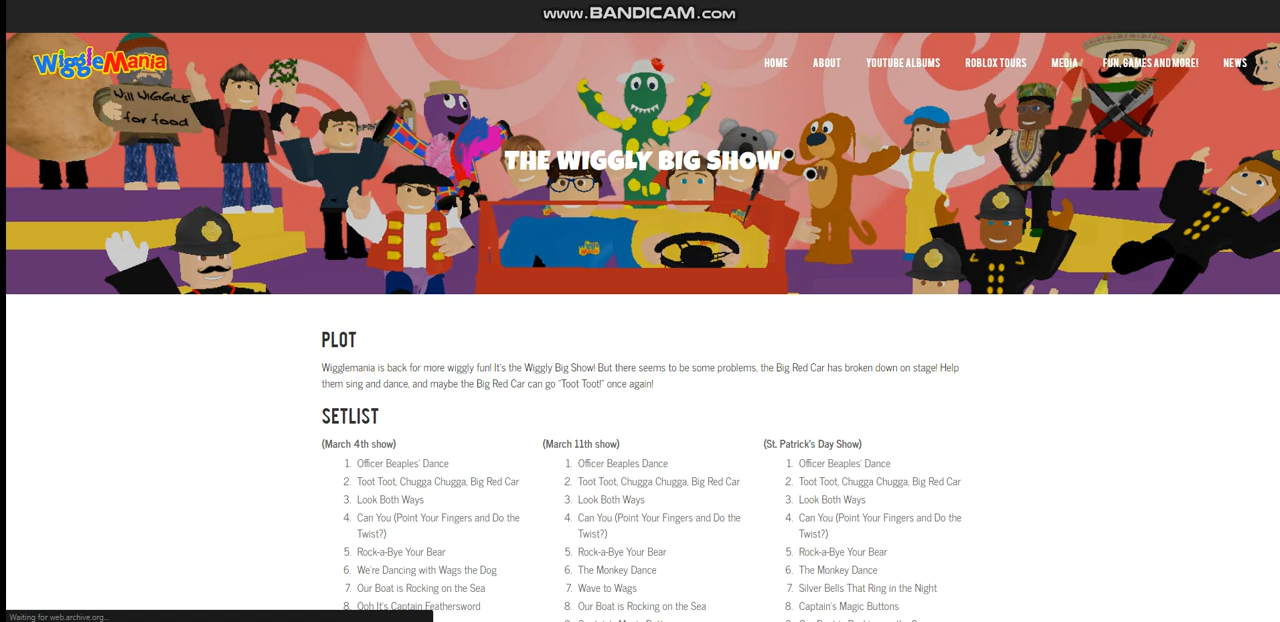 www.BANDICAM.com
WiggleMania
HOME
ABOUT
YOUTUBE ALBUMS
ROBLOX TOURS
MEDIA
FUN, GAMES AND MORE!
NEWS
Will WIGGLE
for food
THE WIGGLY BIG SHOW
W
PLOT
Wigglemania is back for more wiggly fun! It's the Wiggly Big Show! But there seems to be some problems, the Big Red Car has broken down on stage! Help
them sing and dance, and maybe the Big Red Car can go "Toot Toot!" once again!
SETLIST
(March 4th show)
1. Officer Beaples' Dance
2. Toot Toot, Chugga Chugga, Big Red Car
3. Look Both Ways
4. Can You (Point Your Fingers and Do the
Twist?)
5. Rock-a-Bye Your Bear
6. We're Dancing with Wags the Dog
7. Our Boat is Rocking on the Sea
8. Ooh It's Captain Feathersword
(March 11th show)
1. Officer Beaples Dance
2. Toot Toot, Chugga Chugga, Big Red Car
3. Look Both Ways
4. Can You (Point Your Fingers and Do the
Twist?)
5. Rock-a-Bye Your Bear
6. The Monkey Dance
7. Wave to Wags
8. Our Boat is Rocking on the Sea
(St. Patrick's Day Show)
1. Officer Beaples' Dance
2. Toot Toot, Chugga Chugga, Big Red Car
3. Look Both Ways
4. Can You (Point Your Fingers and Do the
Twist?)
5. Rock-a-Bye Your Bear
6. The Monkey Dance
7. Silver Bells That Ring in the Night
8. Captain's Magic Buttons
Waiting for web.archive.org...